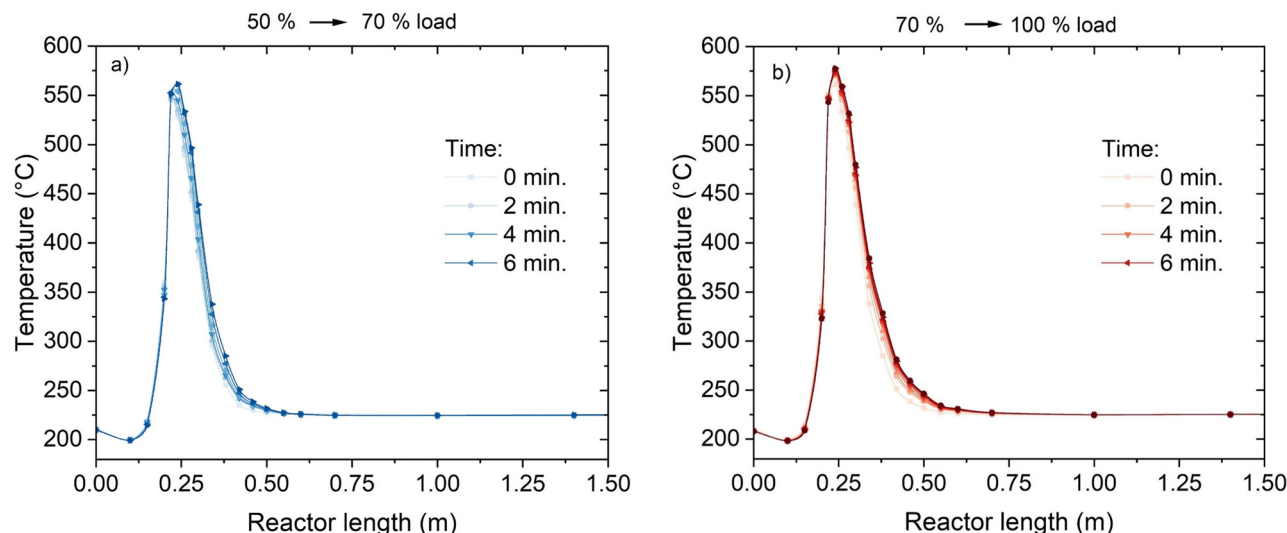 50 % → 70 % load
a)
600
550
500
450
400
350
300
250
200
Temperature (°C)
Time:
0 min.
2 min.
4 min.
6 min.
0.00 0.25 0.50 0.75 1.00 1.25 1.50
Reactor length (m)
70 % → 100 % load
b)
600
550
500
450
400
350
300
250
200
Temperature (°C)
Time:
0 min.
2 min.
4 min.
6 min.
0.00 0.25 0.50 0.75 1.00 1.25 1.50
Reactor length (m)